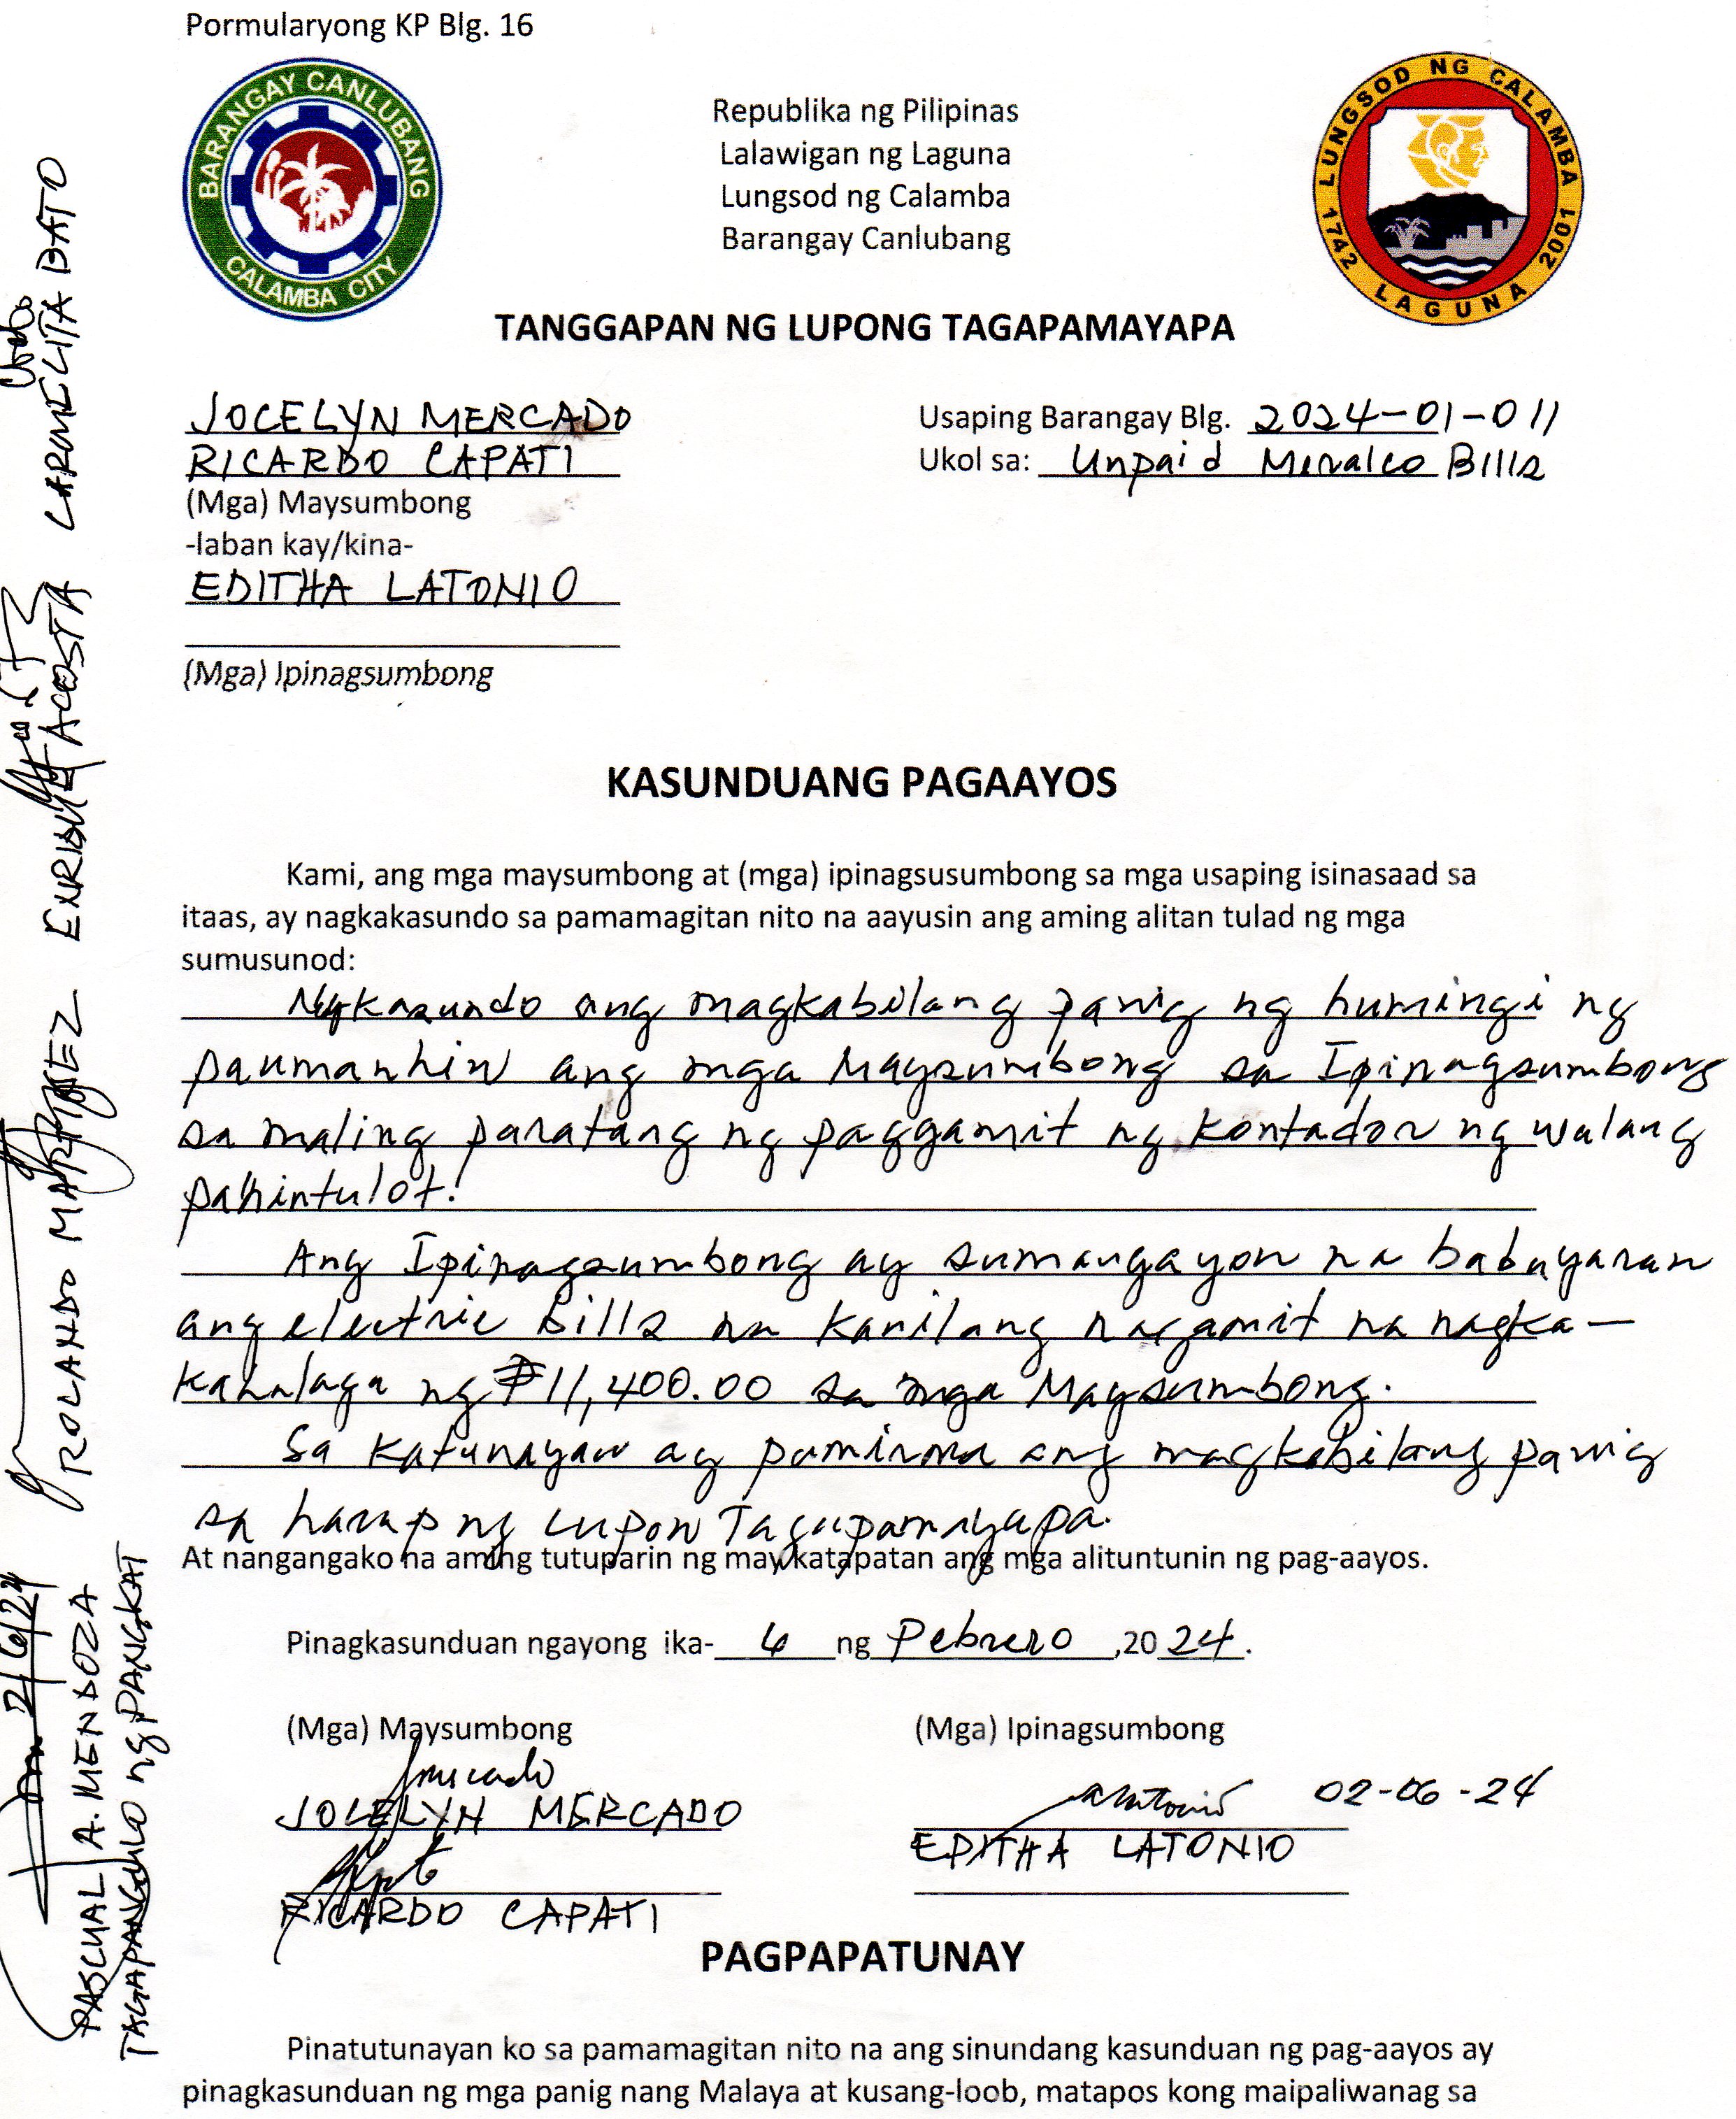 Pormularyong KP Blg. 16
BARANGAY CANLUBANG
CALAMBA CITY
Republika ng Pilipinas
Lalawigan ng Laguna
Lungsod ng Calamba
Barangay Canlubang
LUNGSOD NG CALAMBA
1742 LAGUNA 2001
TANGGAPAN NG LUPONG TAGAPAMAYAPA
JOCELYN MERCADO
RICARDO CAPATI
(Mga) Maysumbong
-laban kay/kina-
EDITHA LATONIO
(Mga) Ipinagsumbong
Usaping Barangay Blg. 2024-01-011
Ukol sa: Unpaid Meralco Bills
KASUNDUANG PAGAAYOS
Kami, ang mga maysumbong at (mga) ipinagsusumbong sa mga usaping isinasaad sa
itaas, ay nagkakasundo sa pamamagitan nito na aayusin ang aming alitan tulad ng mga
sumusunod:
Nagkasundo ang magkabilang panig ng humingi ng
paumanhin ang mga Maysumbong sa Ipinagsumbong
sa maling paratang ng paggamit ng kontador ng walang
pahintulot.
Ang Ipinagsumbong ay sumangayon na babayaran
ang electric bills na kanilang nagamit na nagka-
kahalaga ng ₱11,400.00 sa mga Maysumbong.
Sa katunayan ay pumirma ang magkabilang panig
sa harap ng Lupon Tagapamayapa.
At nangangako na aming tutuparin ng may katapatan ang mga alituntunin ng pag-aayos.
Pinagkasunduan ngayong ika- 6 ng Pebrero ,20 24.
(Mga) Maysumbong
JOCELYN MERCADO
RICARDO CAPATI
(Mga) Ipinagsumbong
02-06-24
EDITHA LATONIO
PAGPAPATUNAY
Pinatutunayan ko sa pamamagitan nito na ang sinundang kasunduan ng pag-aayos ay
pinagkasunduan ng mga panig nang Malaya at kusang-loob, matapos kong maipaliwanag sa
2/6/24
PASCUAL A. MENDOZA
TAGAPANGULO ng PANGKAT
ROLANDO MARTINEZ
ENRIQUE ACOSTA
CARMELITA BATO